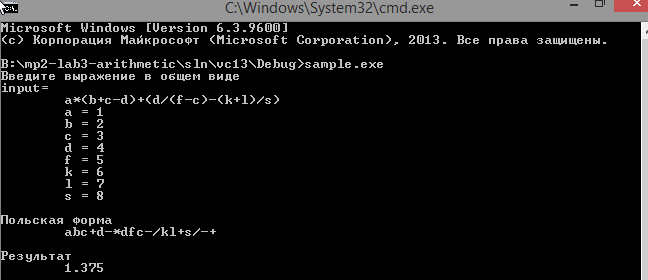 C:\Windows\System32\cmd.exe
Microsoft Windows [Version 6.3.9600]
(c) Корпорация Майкрософт (Microsoft Corporation), 2013. Все права защищены.
B:\mp2-lab3-arithmetic\sln\vc13\Debug>sample.exe
Введите выражение в общем виде
input=
a*(b+c-d)+(d/(f-c)-(k+l)/s)
a = 1
b = 2
c = 3
d = 4
f = 5
k = 6
l = 7
s = 8
Польская форма
abc+d-*dfc-/kl+s/-+
Результат
1.375